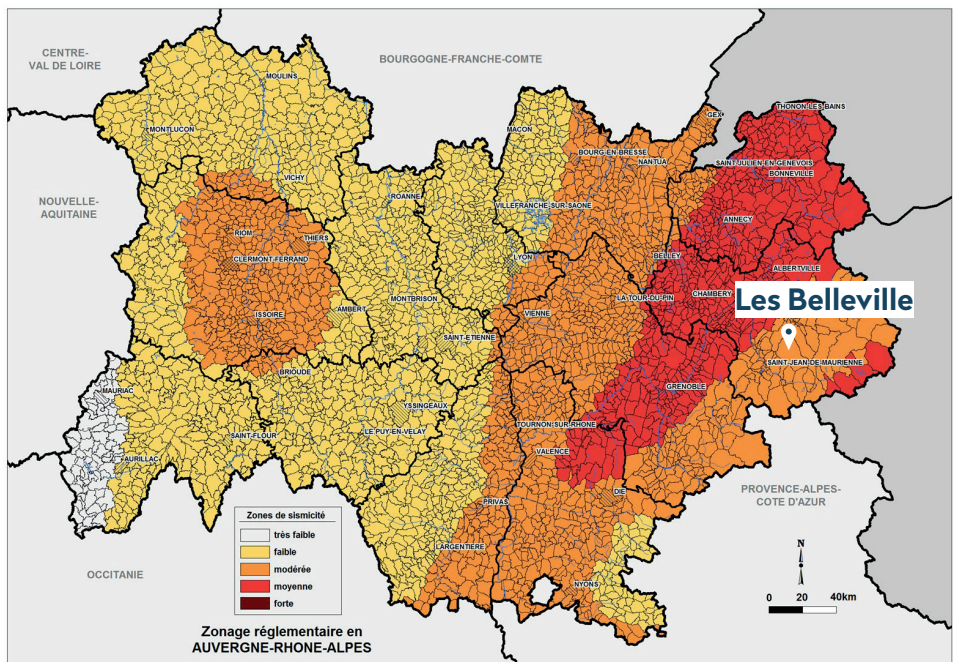 CENTRE-
VAL DE LOIRE
BOURGOGNE-FRANCHE-COMTE
NOUVELLE-
AQUITAINE
OCCITANIE
PROVENCE-ALPES-
COTE D'AZUR
MOULINS
MONTLUCON
VICHY
MACON
GEX
THONON-LES-BAINS
BOURG-EN-BRESSE
NANTUA
SAINT-JULIEN-EN-GENEVOIS
BONNEVILLE
ROANNE
VILLEFRANCHE-SUR-SAONE
ANNECY
RIOM
THIERS
CLERMONT-FERRAND
LYON
BELLEY
ALBERTVILLE
AMBERT
MONTBRISON
LA-TOUR-DU-PIN
CHAMBERY
Les Belleville
ISSOIRE
VIENNE
SAINT-ETIENNE
SAINT-JEAN-DE-MAURIENNE
BRIOUDE
GRENOBLE
MAURIAC
YSSINGEAUX
TOURNON-SUR-RHONE
SAINT-FLOUR
LE PUY-EN-VELAY
VALENCE
AURILLAC
DIE
PRIVAS
LARGENTIERE
NYONS
Zones de sismicité
très faible
faible
modérée
moyenne
forte
Zonage réglementaire en
AUVERGNE-RHONE-ALPES
N
0 20 40km